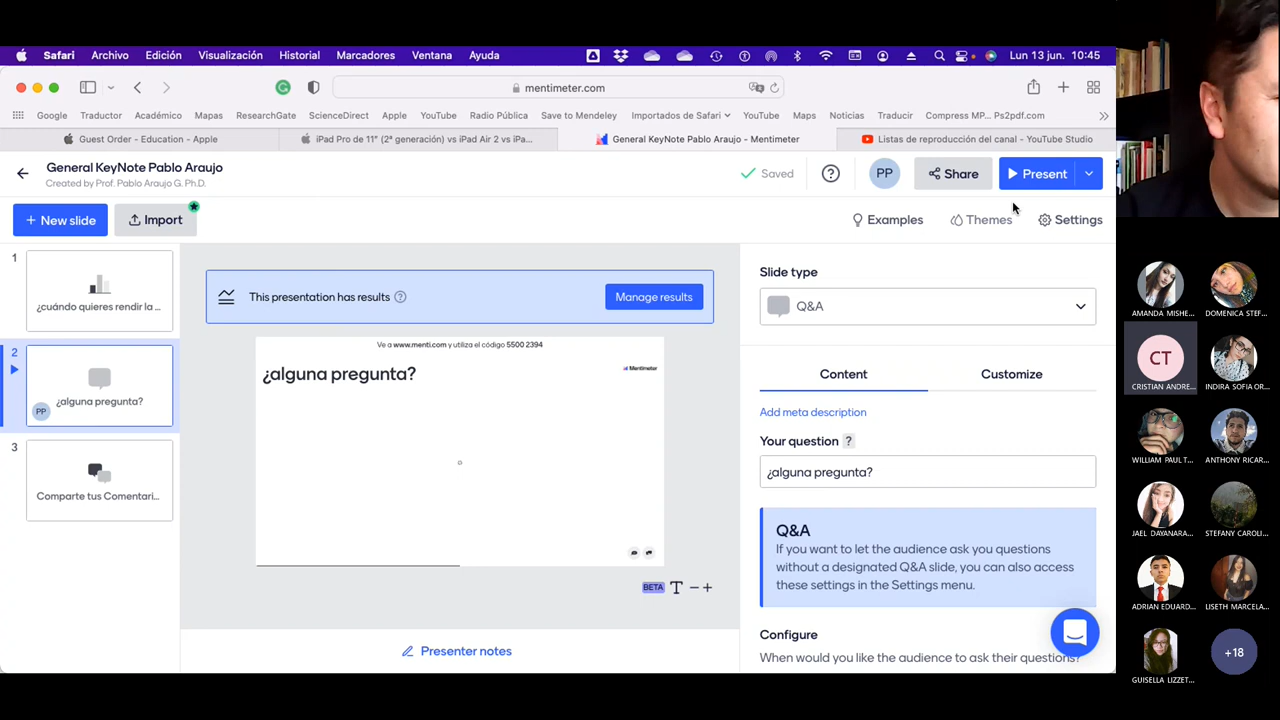 Safari Archivo Edición Visualización Historial Marcadores Ventana Ayuda Lun 13 jun. 10:45
mentimeter.com
Google Traductor Académico Mapas ResearchGate ScienceDirect Apple YouTube Radio Pública Save to Mendeley Importados de Safari YouTube Maps Noticias Traducir Compress MP... Ps2pdf.com
Guest Order - Education - Apple
iPad Pro de 11" (2ª generación) vs iPad Air 2 vs iPa...
General KeyNote Pablo Araujo - Mentimeter
Listas de reproducción del canal - YouTube Studio
General KeyNote Pablo Araujo
Created by Prof. Pablo Araujo G. Ph.D.
Saved
PP
Share
Present
+ New slide
Import
Examples
Themes
Settings
1
¿cuándo quieres rendir la ...
2
¿alguna pregunta?
PP
3
Comparte tus Comentari...
This presentation has results
Manage results
Ve a www.menti.com y utiliza el código 5500 2394
¿alguna pregunta?
Mentimeter
BETA T − +
Presenter notes
Slide type
Q&A
Content
Customize
Add meta description
Your question ?
¿alguna pregunta?
Q&A
If you want to let the audience ask you questions
without a designated Q&A slide, you can also access
these settings in the Settings menu.
Configure
When would you like the audience to ask their questions?
AMANDA MISHE...
DOMENICA STEF...
CT
CRISTIAN ANDRE...
INDIRA SOFIA OR...
WILLIAM PAUL T...
ANTHONY RICAR...
JAEL DAYANARA...
STEFANY CAROLI...
ADRIAN EDUARD...
LISETH MARCELA...
GUISELLA LIZZET...
+18